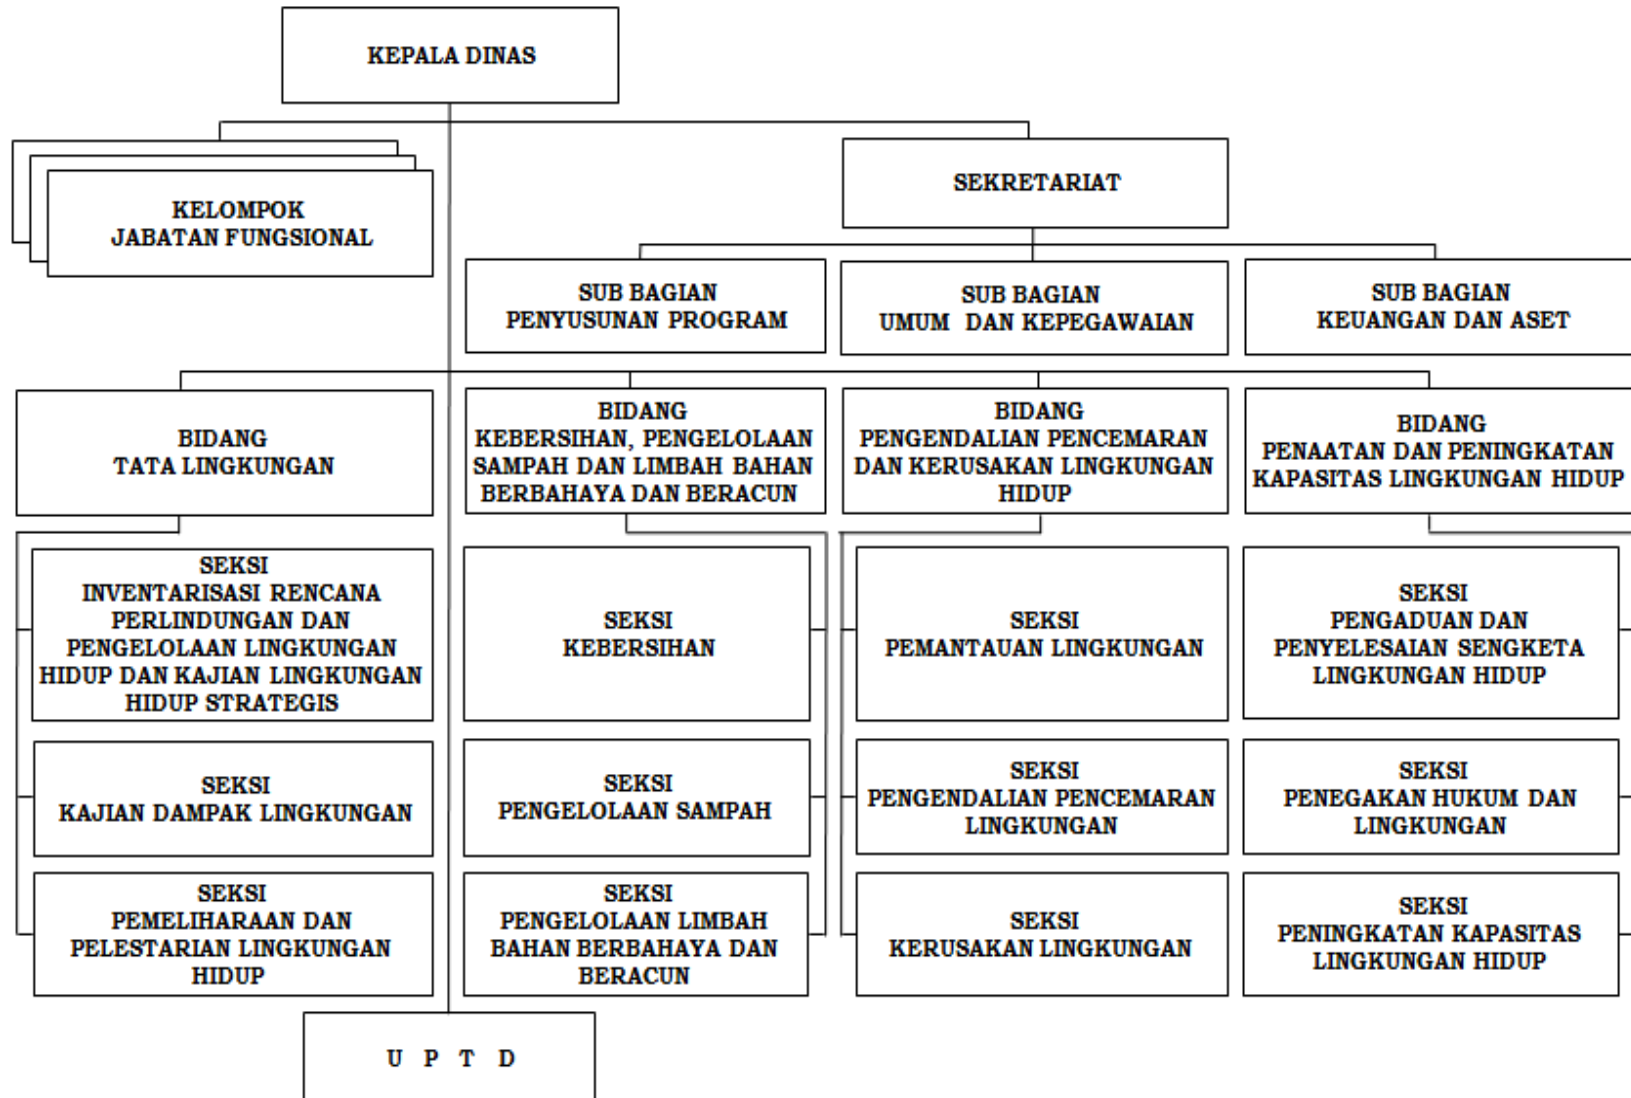 KEPALA DINAS
KELOMPOK
JABATAN FUNGSIONAL
SEKRETARIAT
SUB BAGIAN
PENYUSUNAN PROGRAM
SUB BAGIAN
UMUM DAN KEPEGAWAIAN
SUB BAGIAN
KEUANGAN DAN ASET
BIDANG
TATA LINGKUNGAN
BIDANG
KEBERSIHAN, PENGELOLAAN
SAMPAH DAN LIMBAH BAHAN
BERBAHAYA DAN BERACUN
BIDANG
PENGENDALIAN PENCEMARAN
DAN KERUSAKAN LINGKUNGAN
HIDUP
BIDANG
PENAATAN DAN PENINGKATAN
KAPASITAS LINGKUNGAN HIDUP
SEKSI
INVENTARISASI RENCANA
PERLINDUNGAN DAN
PENGELOLAAN LINGKUNGAN
HIDUP DAN KAJIAN LINGKUNGAN
HIDUP STRATEGIS
SEKSI
KEBERSIHAN
SEKSI
PEMANTAUAN LINGKUNGAN
SEKSI
PENGADUAN DAN
PENYELESAIAN SENGKETA
LINGKUNGAN HIDUP
SEKSI
KAJIAN DAMPAK LINGKUNGAN
SEKSI
PENGELOLAAN SAMPAH
SEKSI
PENGENDALIAN PENCEMARAN
LINGKUNGAN
SEKSI
PENEGAKAN HUKUM DAN
LINGKUNGAN
SEKSI
PEMELIHARAAN DAN
PELESTARIAN LINGKUNGAN
HIDUP
SEKSI
PENGELOLAAN LIMBAH
BAHAN BERBAHAYA DAN
BERACUN
SEKSI
KERUSAKAN LINGKUNGAN
SEKSI
PENINGKATAN KAPASITAS
LINGKUNGAN HIDUP
U P T D